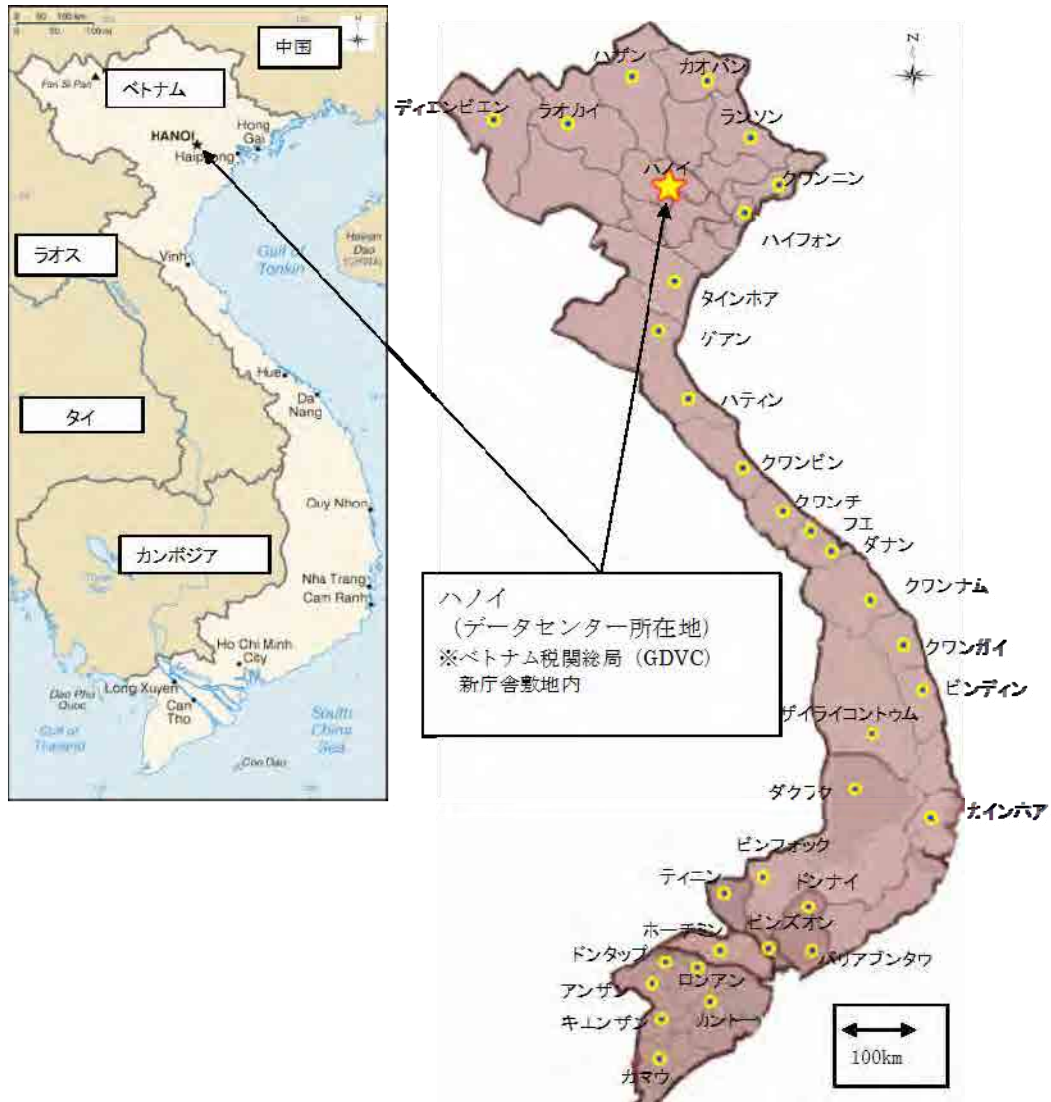 0 50 100 km
0 50 100 mi
中国
Fan Si Pan
ベトナム
HANOI
Hong
Gai
Haiphong
ラオス
Gulf of
Tonkin
Hainan
Dao
Vinh
Hue
Da
Nang
タイ
Quy Nhon
カンボジア
Nha Trang
Cam Ranh
Ho Chi Minh
City
Long Xuyen
Dao Phu
Quoc
Can
Tho
Gulf of
Thailand
South
China
Sea
Con Dao
N
ハザン
カオバン
ディエンビエン
ラオカイ
ランソン
ハノイ
クワンニン
ハイフォン
タインホア
ゲアン
ハティン
クワンビン
クワンチ
フエ
ダナン
クワンナム
クワンガイ
ビンディン
ザイライコントゥム
ダクラク
カインホア
ビンフォック
ティニン
ドンナイ
ビンズオン
ホーチミン
バリアブンタウ
ドンタップ
ロンアン
アンザン
カントー
キエンザン
カマウ
ハノイ
(データセンター所在地)
※ベトナム税関総局(GDVC)
新庁舎敷地内
100km